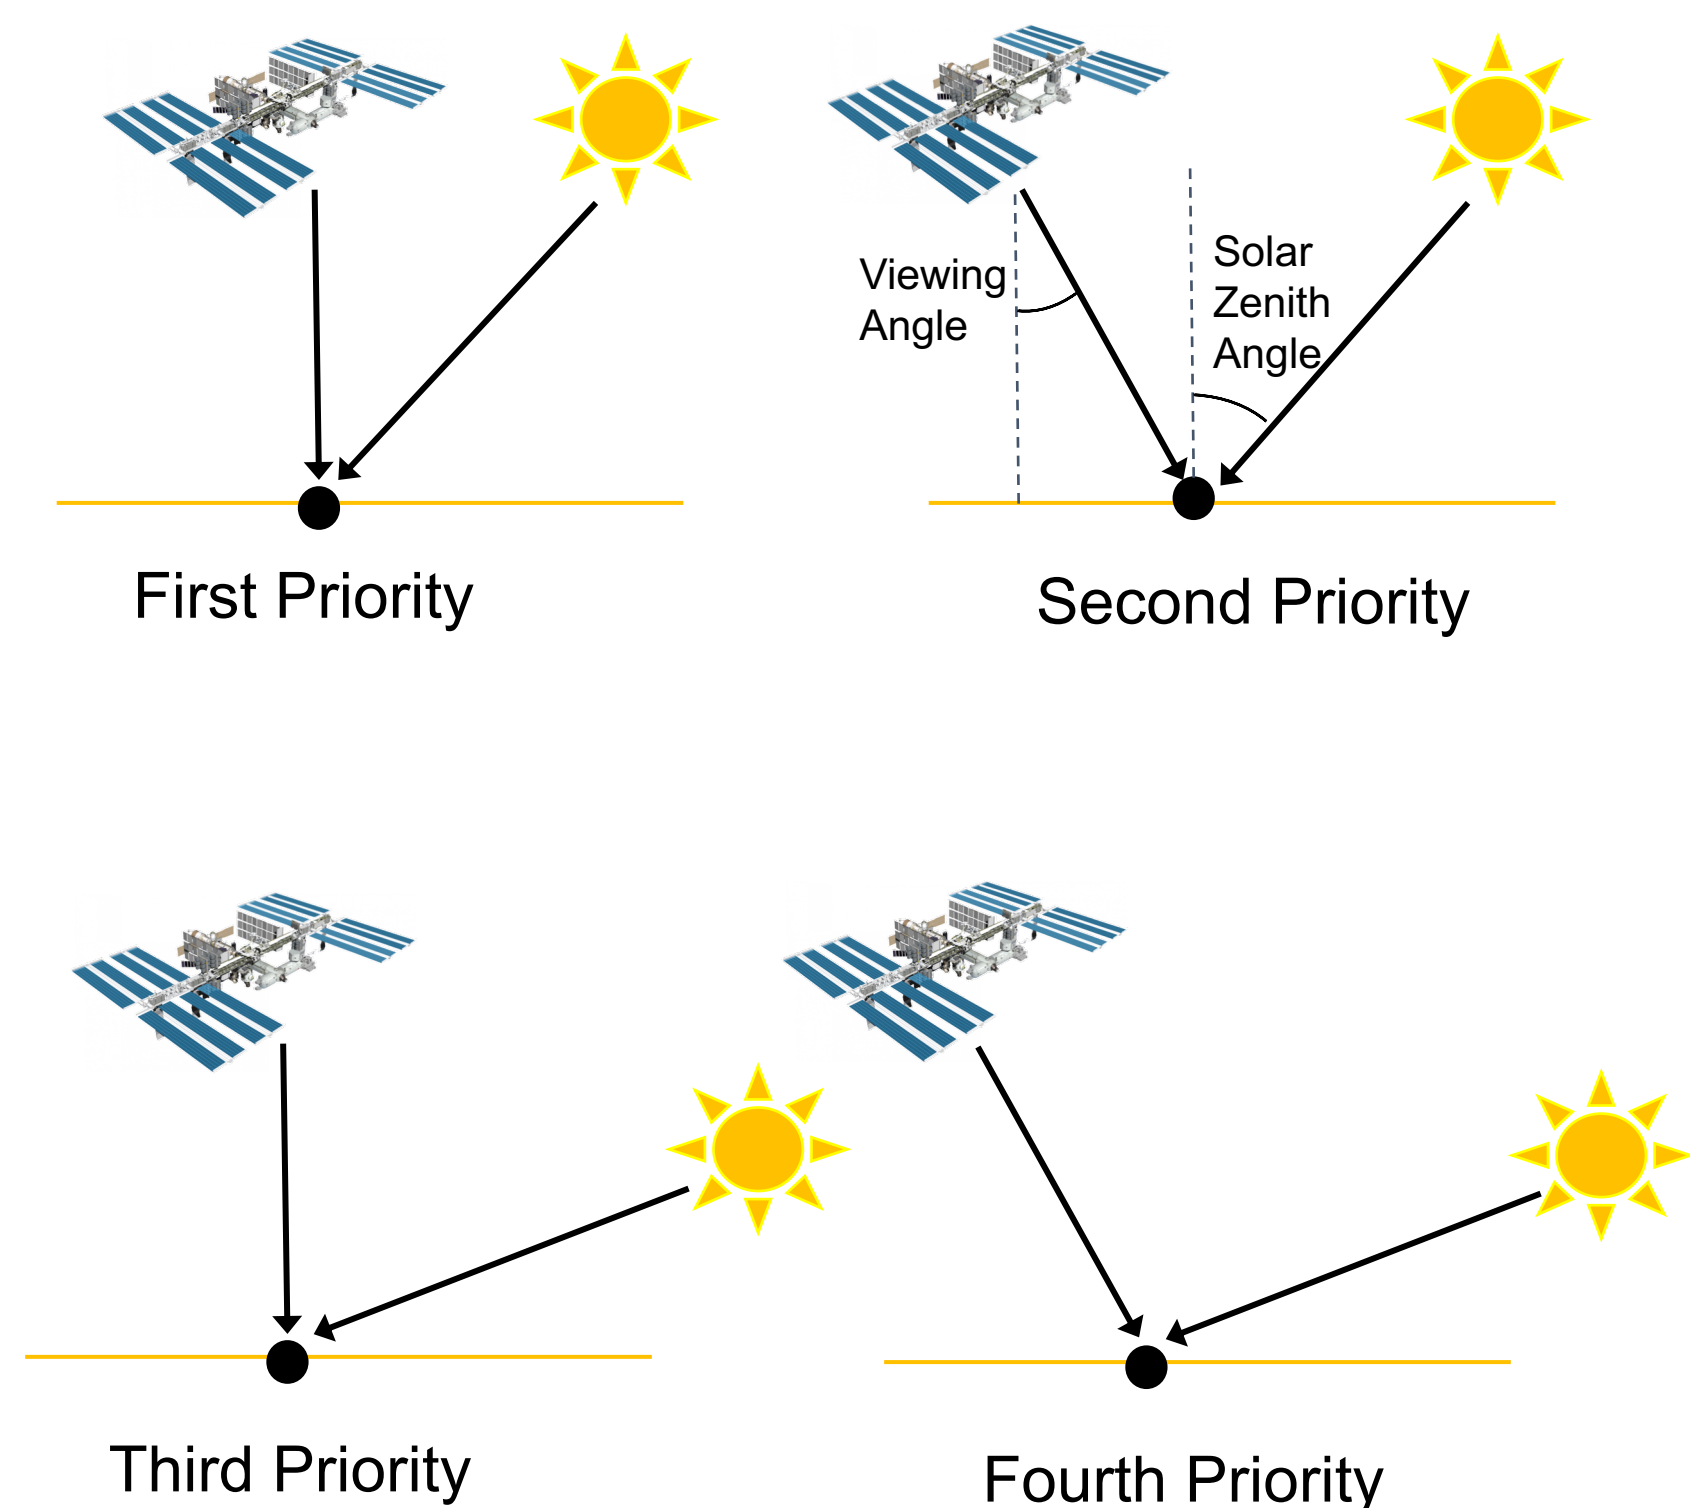 Viewing
Angle
Solar
Zenith
Angle
First Priority
Second Priority
Third Priority
Fourth Priority